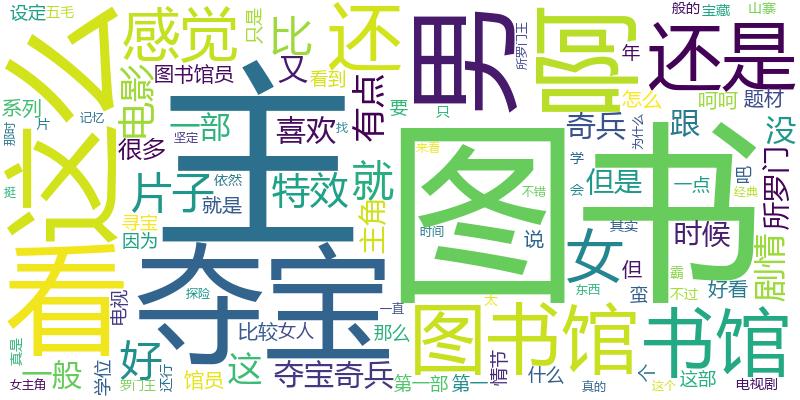 设定
五毛
感觉
只是
比
还
男
啊
还是
般的
宝藏
山寨
图书馆员
又
看到
所罗门王
年
电影
系列
那时
片
记忆
一部
坚定
喜欢
找
有点
要
只
怎么
呵呵
题材
这么
主
很多
奇兵
跟
为什么
没
片子
依然
特效
就
来看
图书
学
会
但是
一点
吧
所罗门
不错
经典
挺
寻宝
就是
因为
主角
时间
说
女
其实
时候
但
蛮
霸
剧情
看
夺宝
电视
探险
东西
不过
好看
一直
太
比较
女人
那么
图书馆
书馆
真是
一般
好
这
女主角
学位
罗门王
还行
馆员
夺宝奇兵
第一部
第一
情节
什么
真的
个
这个
这部
电视剧